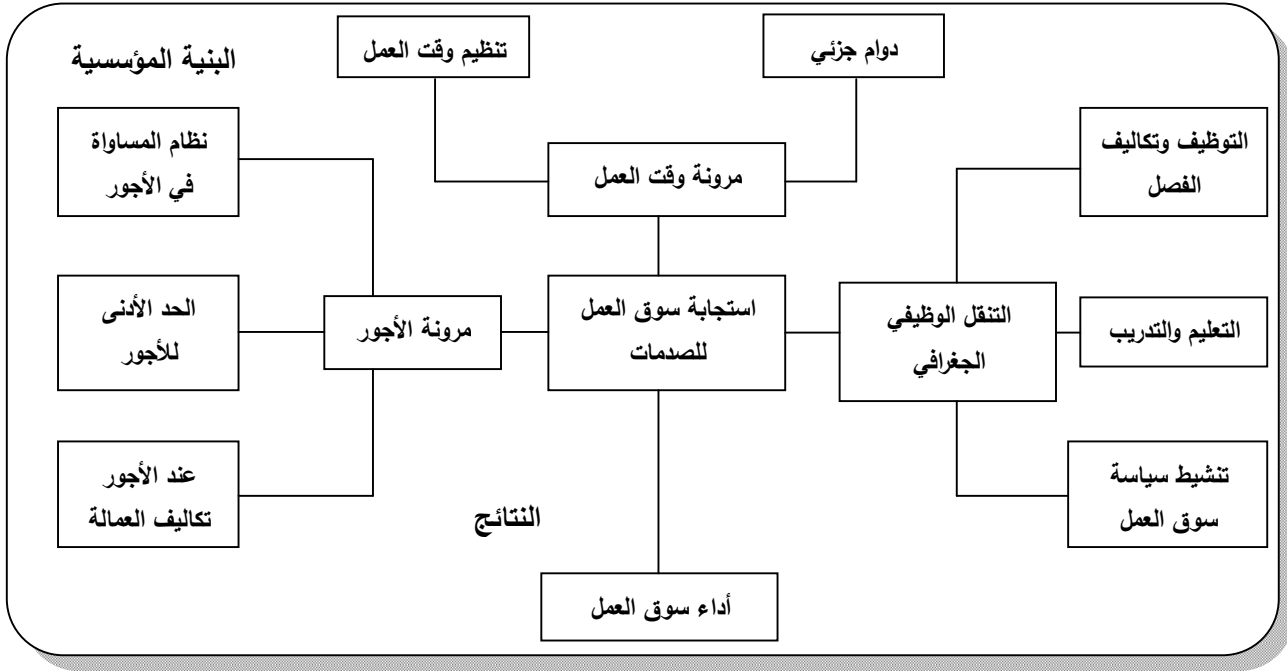 البنية المؤسسية
دوام جزئي
تنظيم وقت العمل
مرونة وقت العمل
التوظيف وتكاليف
الفصل
نظام المساواة
في الأجور
التنقل الوظيفي
الجغرافي
استجابة سوق العمل
للصدمات
مرونة الأجور
التعليم والتدريب
الحد الأدنى
للأجور
تنشيط سياسة
سوق العمل
عند الأجور
تكاليف العمالة
النتائج
أداء سوق العمل